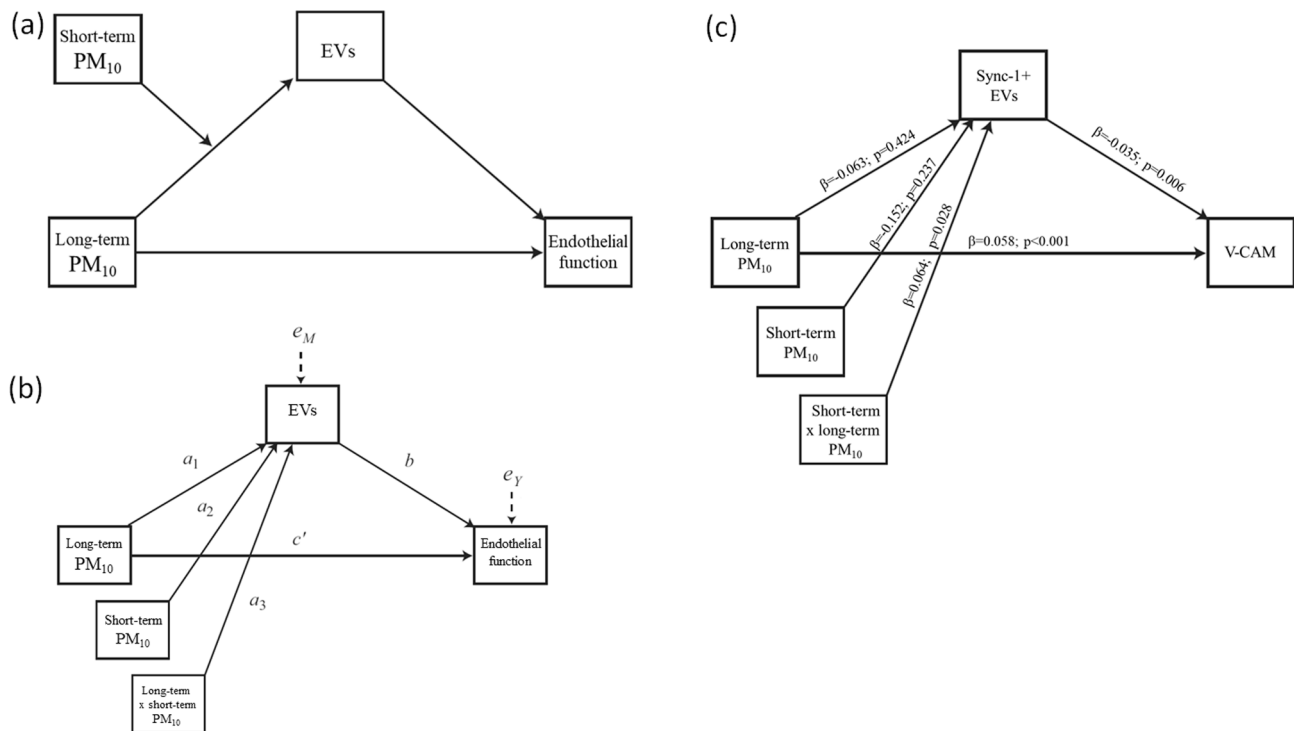 (a)
Short-term
PM10
EVs
Long-term
PM10
Endothelial
function
(b)
eM
EVs
a1
a2
a3
b
eY
c'
Long-term
PM10
Endothelial
function
Short-term
PM10
Long-term
x short-term
PM10
(c)
Sync-1+
EVs
β=-0.063; p=0.424
β=-0.152; p=0.237
β=0.064; p=0.028
β=-0.035; p=0.006
β=0.058; p<0.001
Long-term
PM10
V-CAM
Short-term
PM10
Short-term
x long-term
PM10